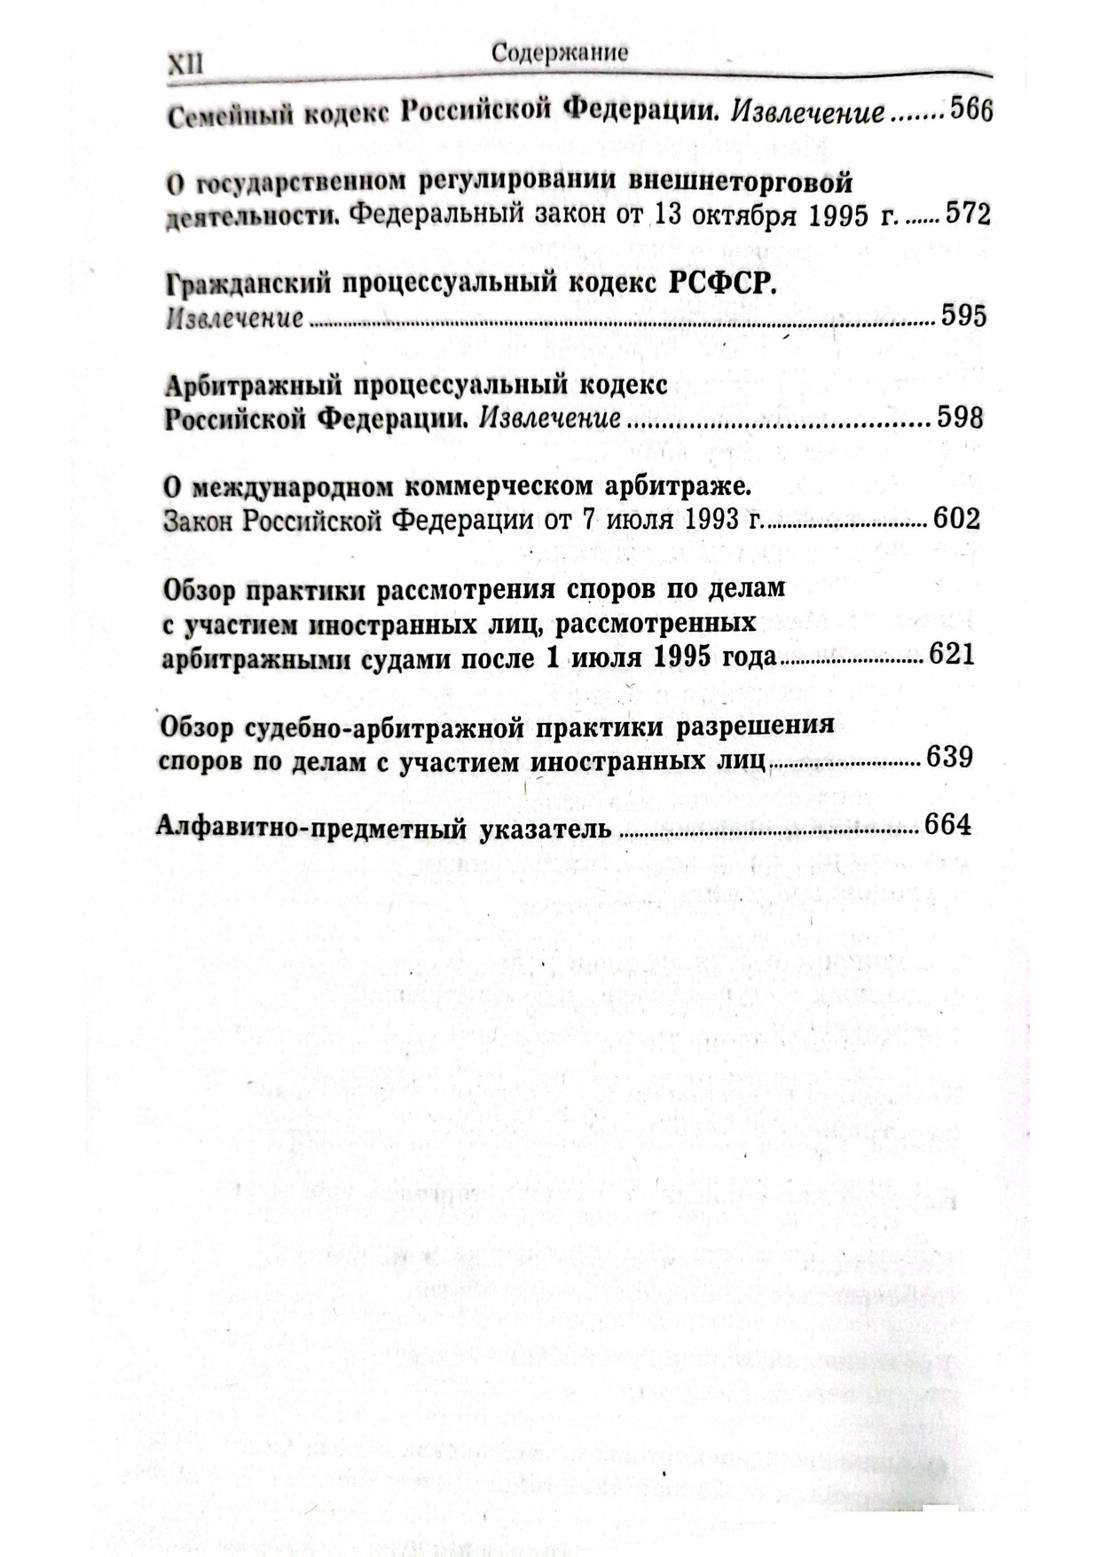 XII Содержание
Семейный кодекс Российской Федерации. Извлечение.......566
О государственном регулировании внешнеторговой
деятельности. Федеральный закон от 13 октября 1995 г.......572
Гражданский процессуальный кодекс РСФСР.
Извлечение.......595
Арбитражный процессуальный кодекс
Российской Федерации. Извлечение.......598
О международном коммерческом арбитраже.
Закон Российской Федерации от 7 июля 1993 г.......602
Обзор практики рассмотрения споров по делам
с участием иностранных лиц, рассмотренных
арбитражными судами после 1 июля 1995 года.......621
Обзор судебно-арбитражной практики разрешения
споров по делам с участием иностранных лиц.......639
Алфавитно-предметный указатель.......664